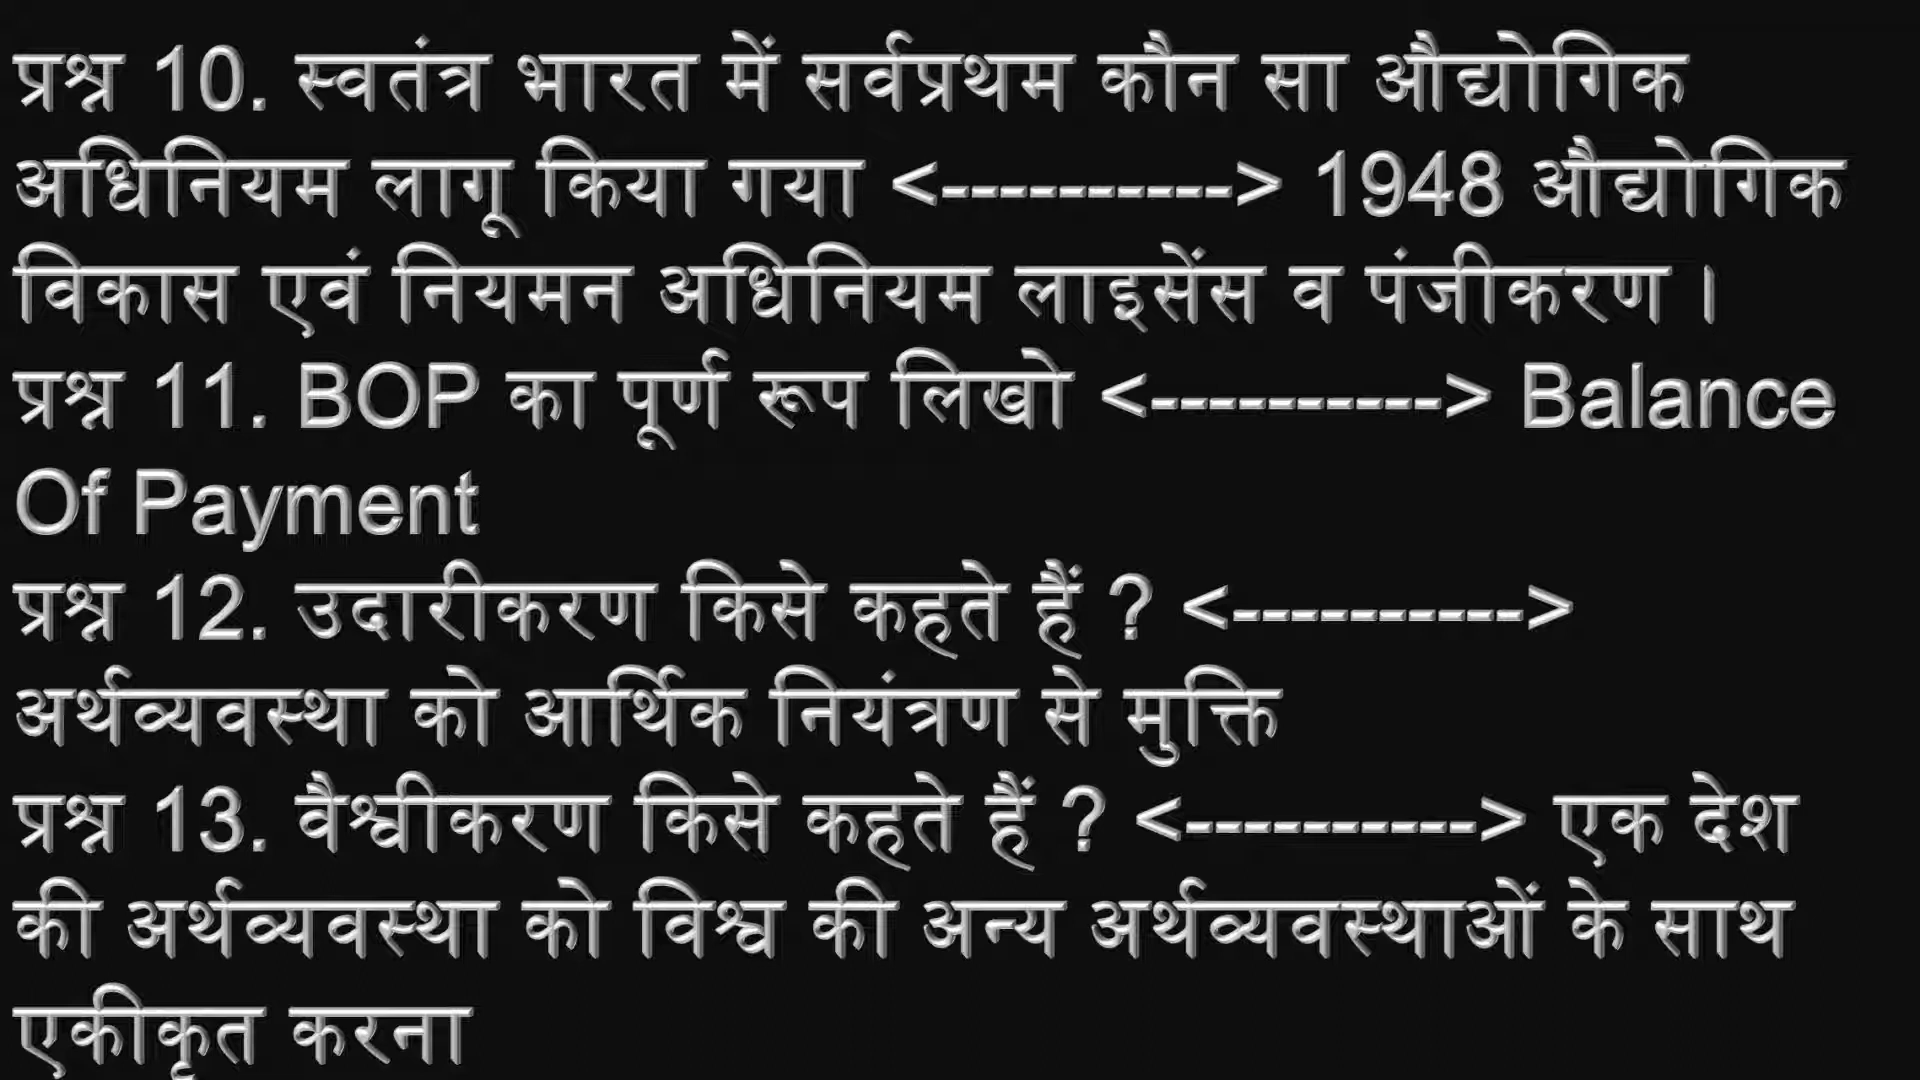 प्रश्न 10. स्वतंत्र भारत में सर्वप्रथम कौन सा औद्योगिक
अधिनियम लागू किया गया <----------> 1948 औद्योगिक
विकास एवं नियमन अधिनियम लाइसेंस व पंजीकरण ।
प्रश्न 11. BOP का पूर्ण रूप लिखो <----------> Balance
Of Payment
प्रश्न 12. उदारीकरण किसे कहते हैं ? <---------->
अर्थव्यवस्था को आर्थिक नियंत्रण से मुक्ति
प्रश्न 13. वैश्वीकरण किसे कहते हैं ? <----------> एक देश
की अर्थव्यवस्था को विश्व की अन्य अर्थव्यवस्थाओं के साथ
एकीकृत करना